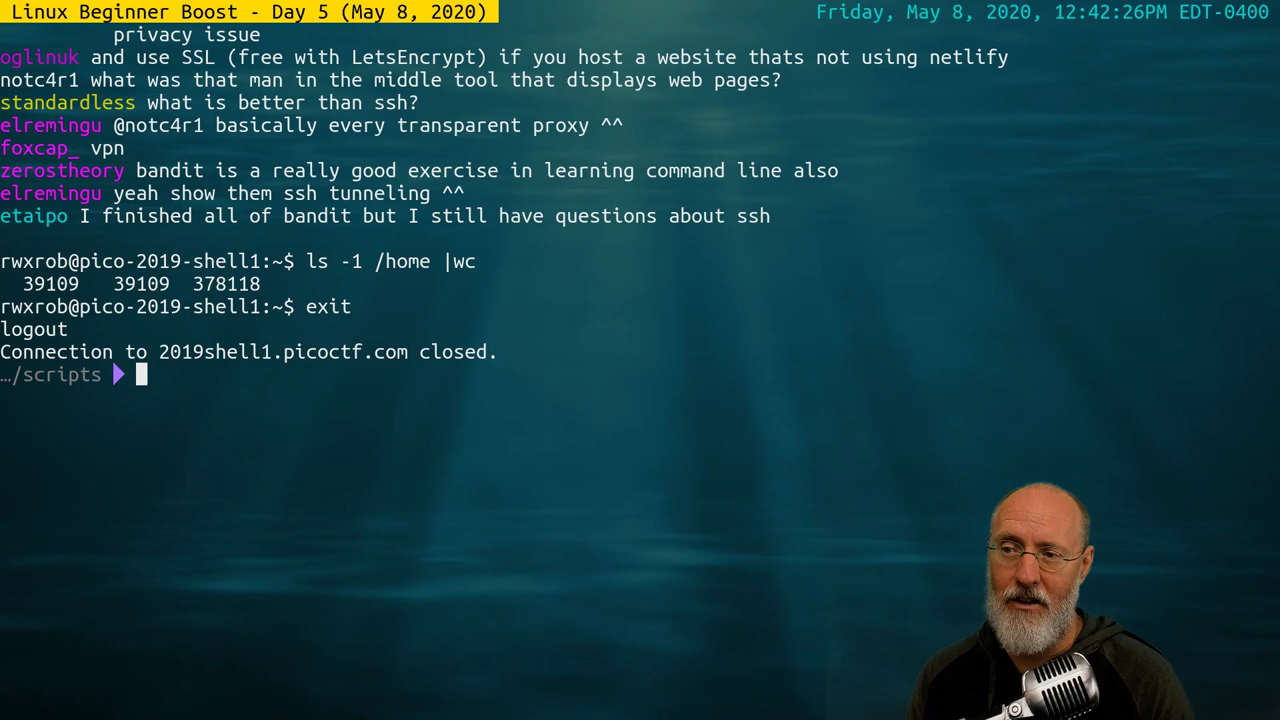 Linux Beginner Boost - Day 5 (May 8, 2020)
Friday, May 8, 2020, 12:42:26PM EDT-0400
privacy issue
oglinuk and use SSL (free with LetsEncrypt) if you host a website thats not using netlify
notc4r1 what was that man in the middle tool that displays web pages?
standardless what is better than ssh?
elremingu @notc4r1 basically every transparent proxy ^^
foxcap_ vpn
zerostheory bandit is a really good exercise in learning command line also
elremingu yeah show them ssh tunneling ^^
etaipo I finished all of bandit but I still have questions about ssh
rwxrob@pico-2019-shell1:~$ ls -1 /home |wc
39109 39109 378118
rwxrob@pico-2019-shell1:~$ exit
logout
Connection to 2019shell1.picoctf.com closed.
…/scripts